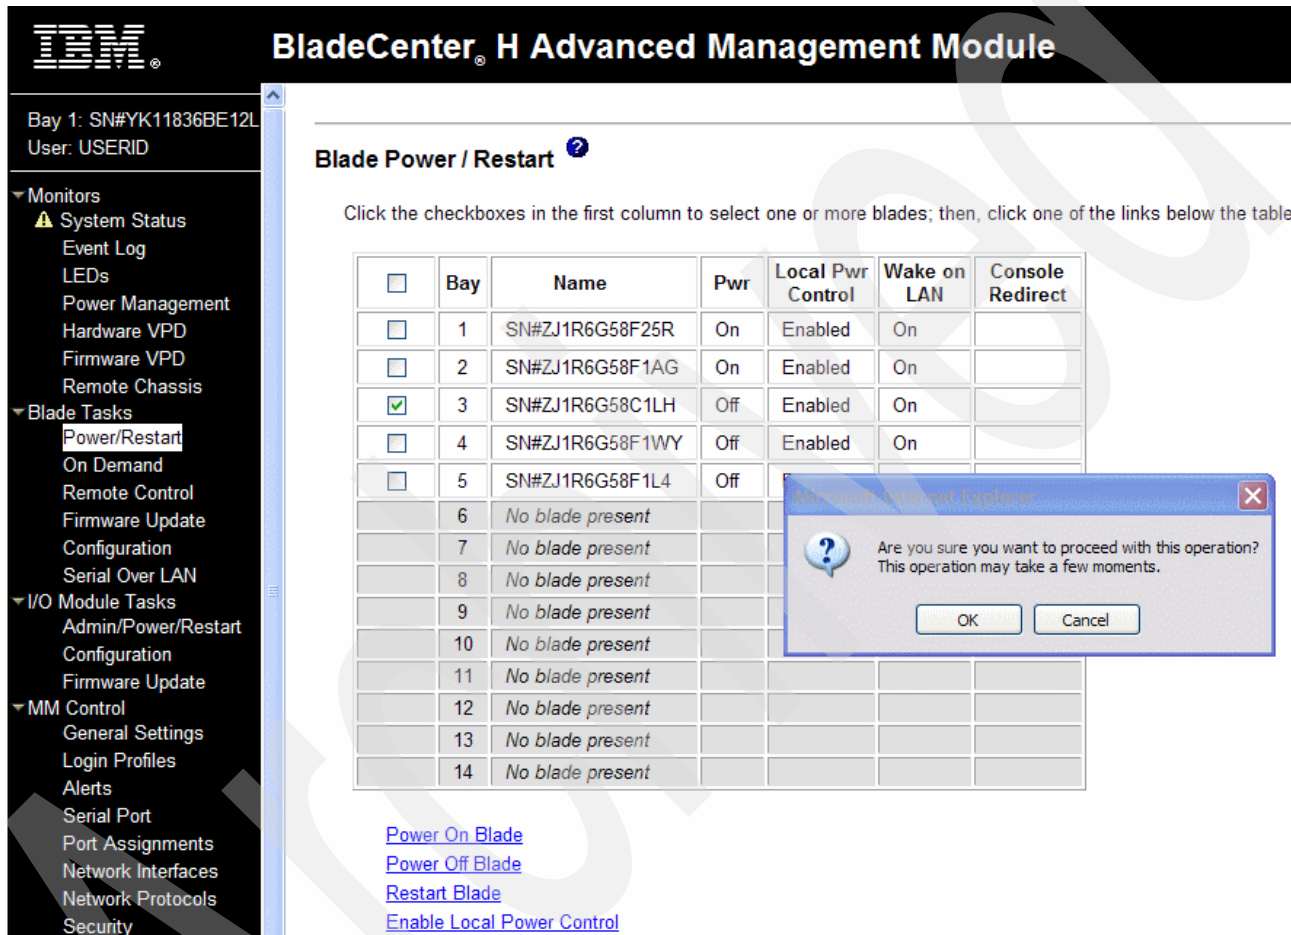 IBM®
BladeCenter® H Advanced Management Module
Bay 1: SN#YK11836BE12L
User: USERID
Monitors
System Status
Event Log
LEDs
Power Management
Hardware VPD
Firmware VPD
Remote Chassis
Blade Tasks
Power/Restart
On Demand
Remote Control
Firmware Update
Configuration
Serial Over LAN
I/O Module Tasks
Admin/Power/Restart
Configuration
Firmware Update
MM Control
General Settings
Login Profiles
Alerts
Serial Port
Port Assignments
Network Interfaces
Network Protocols
Security
Blade Power / Restart ?
Click the checkboxes in the first column to select one or more blades; then, click one of the links below the table
Bay Name Pwr Local Pwr Control Wake on LAN Console Redirect
1 SN#ZJ1R6G58F25R On Enabled On
2 SN#ZJ1R6G58F1AG On Enabled On
3 SN#ZJ1R6G58C1LH Off Enabled On
4 SN#ZJ1R6G58F1WY Off Enabled On
5 SN#ZJ1R6G58F1L4 Off
6 No blade present
7 No blade present
8 No blade present
9 No blade present
10 No blade present
11 No blade present
12 No blade present
13 No blade present
14 No blade present
Microsoft Internet Explorer
Are you sure you want to proceed with this operation?
This operation may take a few moments.
OK Cancel
Power On Blade
Power Off Blade
Restart Blade
Enable Local Power Control